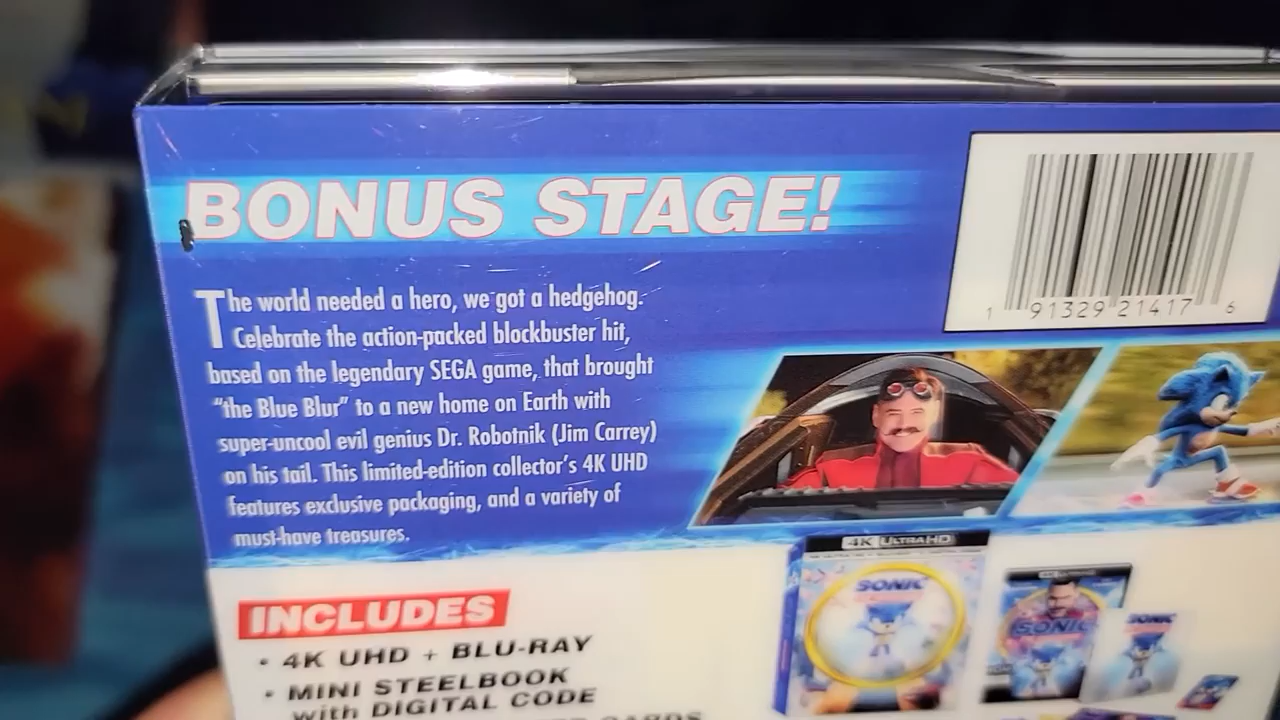 BONUS STAGE!
The world needed a hero, we got a hedgehog.
Celebrate the action-packed blockbuster hit,
based on the legendary SEGA game, that brought
"the Blue Blur" to a new home on Earth with
super-uncool evil genius Dr. Robotnik (Jim Carrey)
on his tail. This limited-edition collector's 4K UHD
features exclusive packaging, and a variety of
must-have treasures.
1 91329 21417 6
INCLUDES
• 4K UHD + BLU-RAY
• MINI STEELBOOK
with DIGITAL CODE
CARDS
4K ULTRA HD
SONIC
SONIC
SONIC